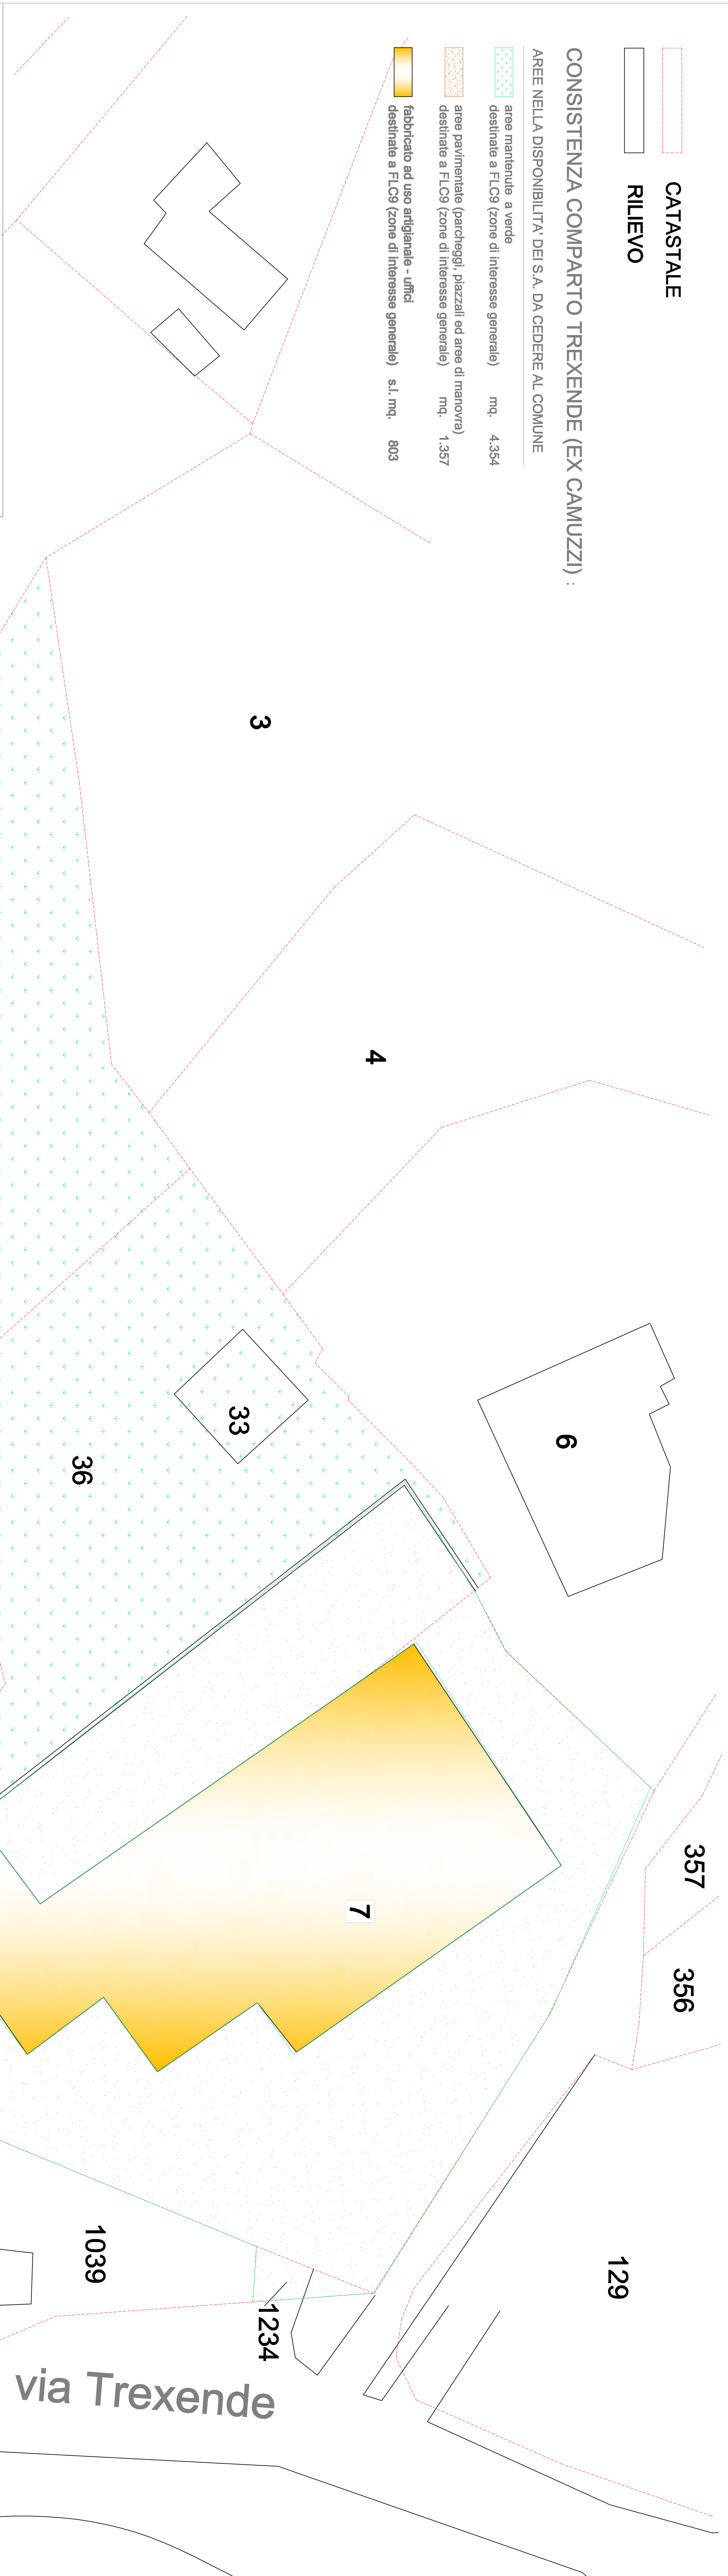 CATASTALE
RILIEVO
CONSISTENZA COMPARTO TREXENDE (EX CAMUZZI) :
AREE NELLA DISPONIBILITA' DEI S.A. DA CEDERE AL COMUNE
aree mantenute a verde
destinate a FLC9 (zone di interesse generale) mq. 4.354
aree pavimentate (parcheggi, piazzali ed aree di manovra)
destinate a FLC9 (zone di interesse generale) mq. 1.357
fabbricato ad uso artigianale - uffici
destinate a FLC9 (zone di interesse generale) s.l. mq. 803
3
4
6
33
36
7
357
356
129
1039
1234
via Trexende